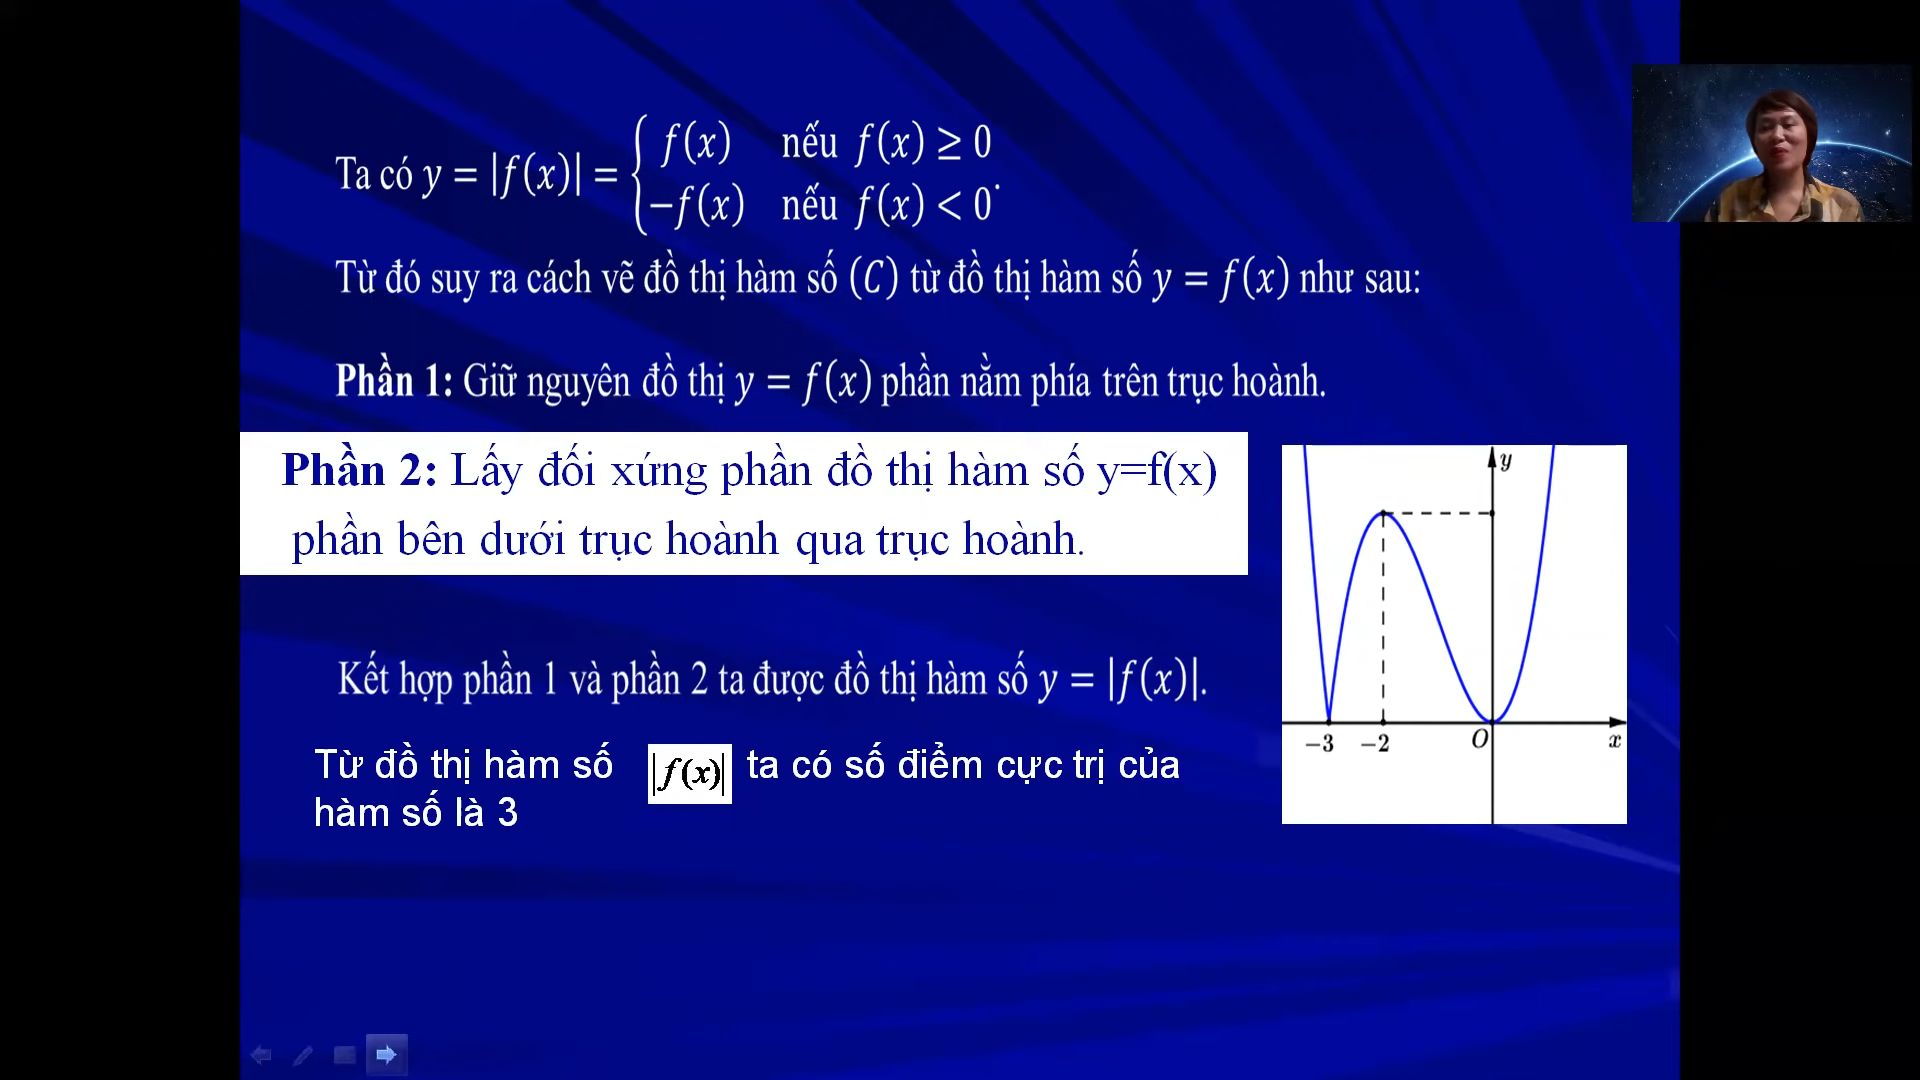 Ta có y = |f(x)| = { f(x) nếu f(x) ≥ 0
−f(x) nếu f(x) < 0 .
Từ đó suy ra cách vẽ đồ thị hàm số (C) từ đồ thị hàm số y = f(x) như sau:
Phần 1: Giữ nguyên đồ thị y = f(x) phần nằm phía trên trục hoành.
Phần 2: Lấy đối xứng phần đồ thị hàm số y=f(x)
phần bên dưới trục hoành qua trục hoành.
Kết hợp phần 1 và phần 2 ta được đồ thị hàm số y = |f(x)|.
Từ đồ thị hàm số |f(x)| ta có số điểm cực trị của
hàm số là 3
y
−3 −2 O x